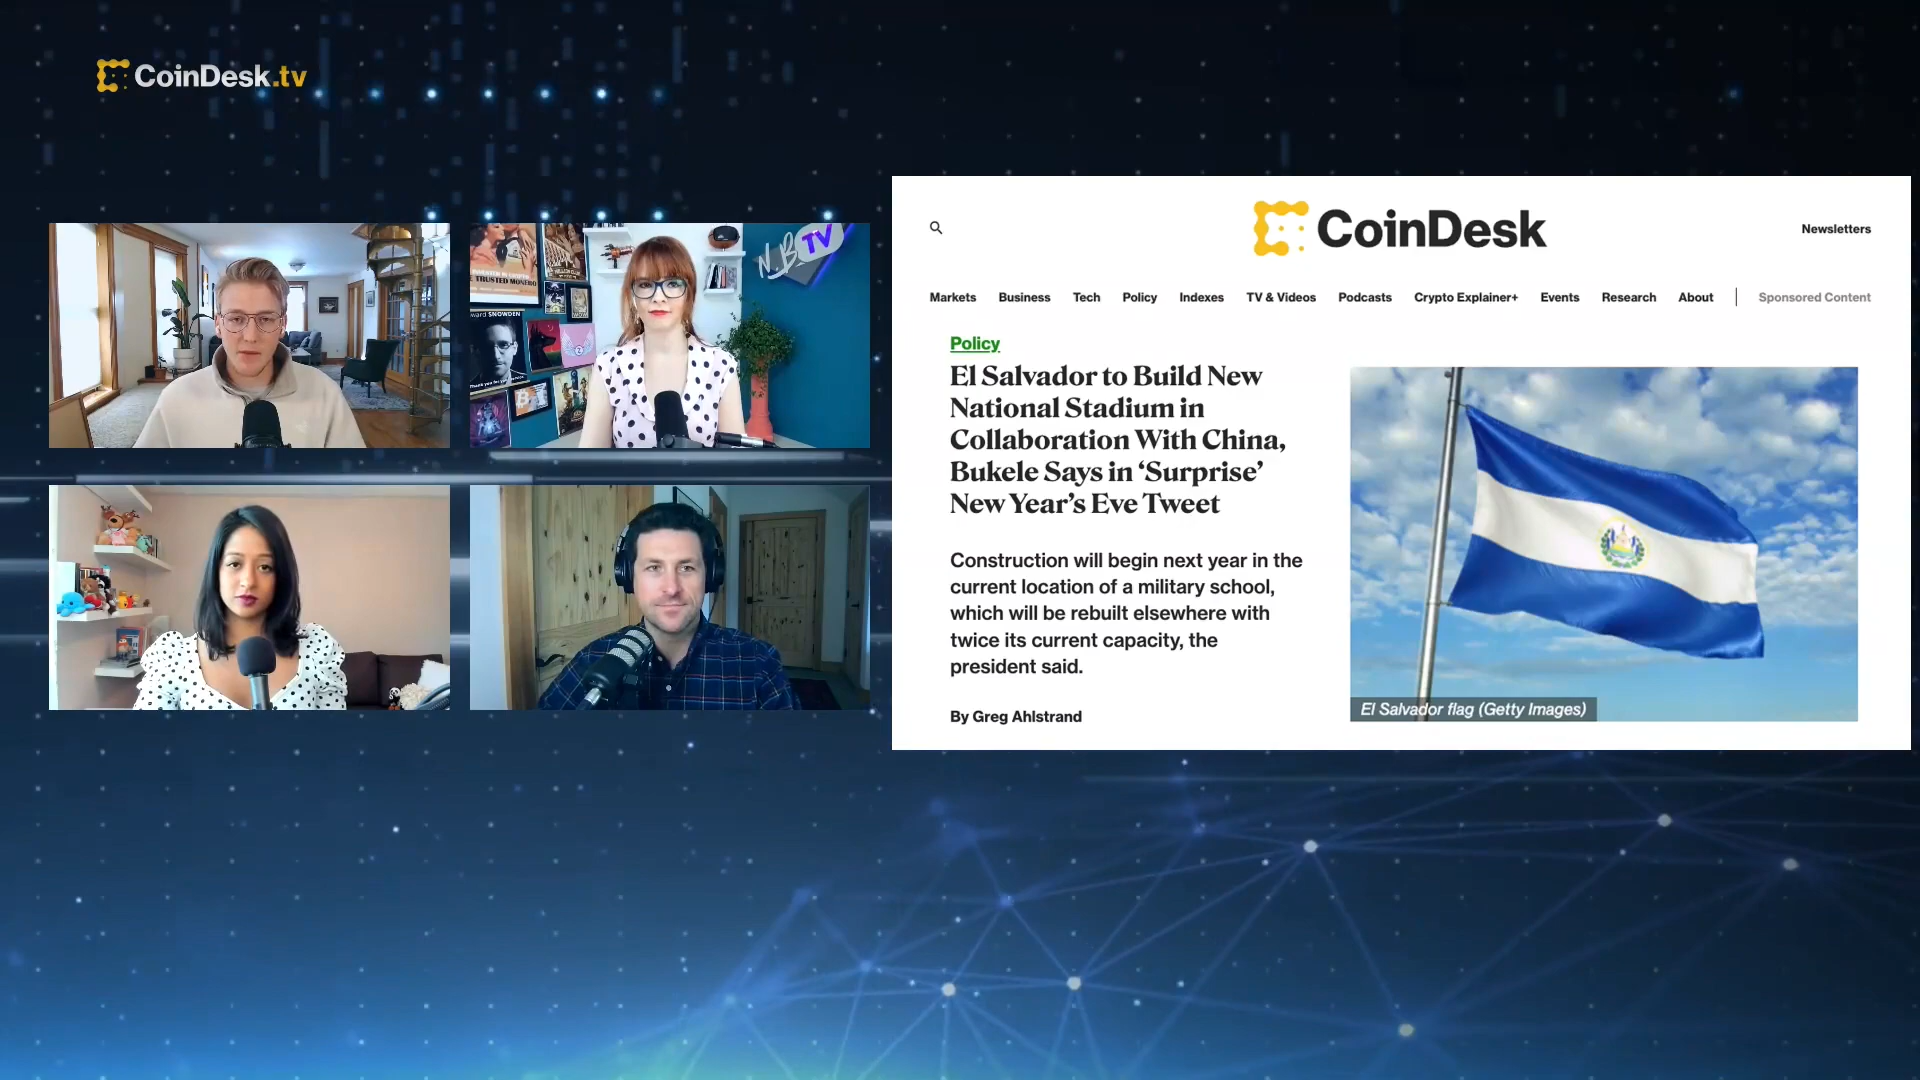 CoinDesk.tv
N.B TV
TRUSTED MONERO
ward SNOWDEN
CoinDesk
Newsletters
Markets Business Tech Policy Indexes TV & Videos Podcasts Crypto Explainer+ Events Research About Sponsored Content
Policy
El Salvador to Build New
National Stadium in
Collaboration With China,
Bukele Says in ‘Surprise’
New Year’s Eve Tweet
Construction will begin next year in the
current location of a military school,
which will be rebuilt elsewhere with
twice its current capacity, the
president said.
By Greg Ahlstrand
El Salvador flag (Getty Images)